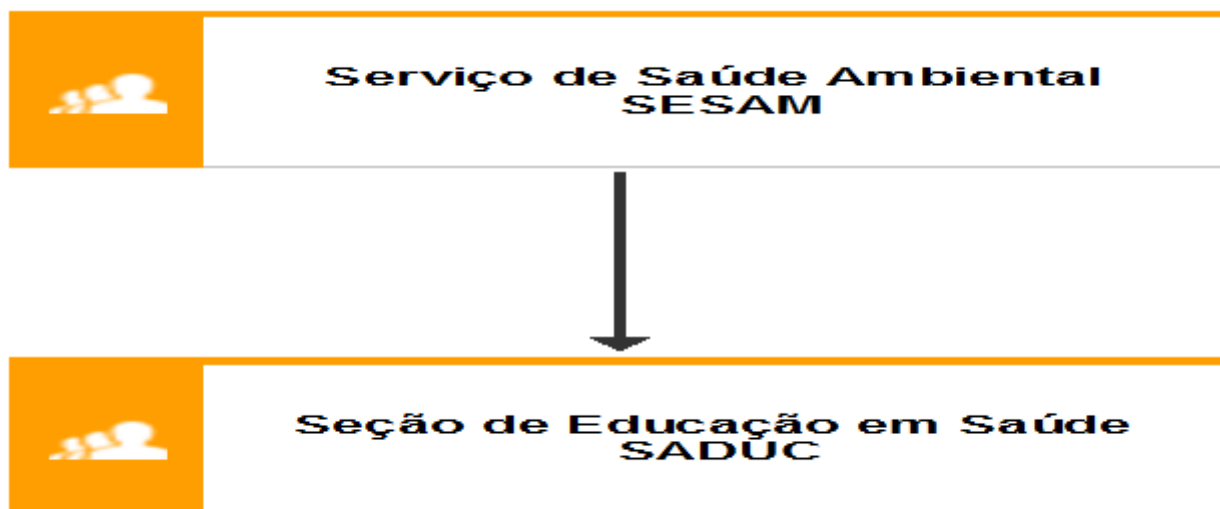 Serviço de Saúde Ambiental
SESAM
Seção de Educação em Saúde
SADUC